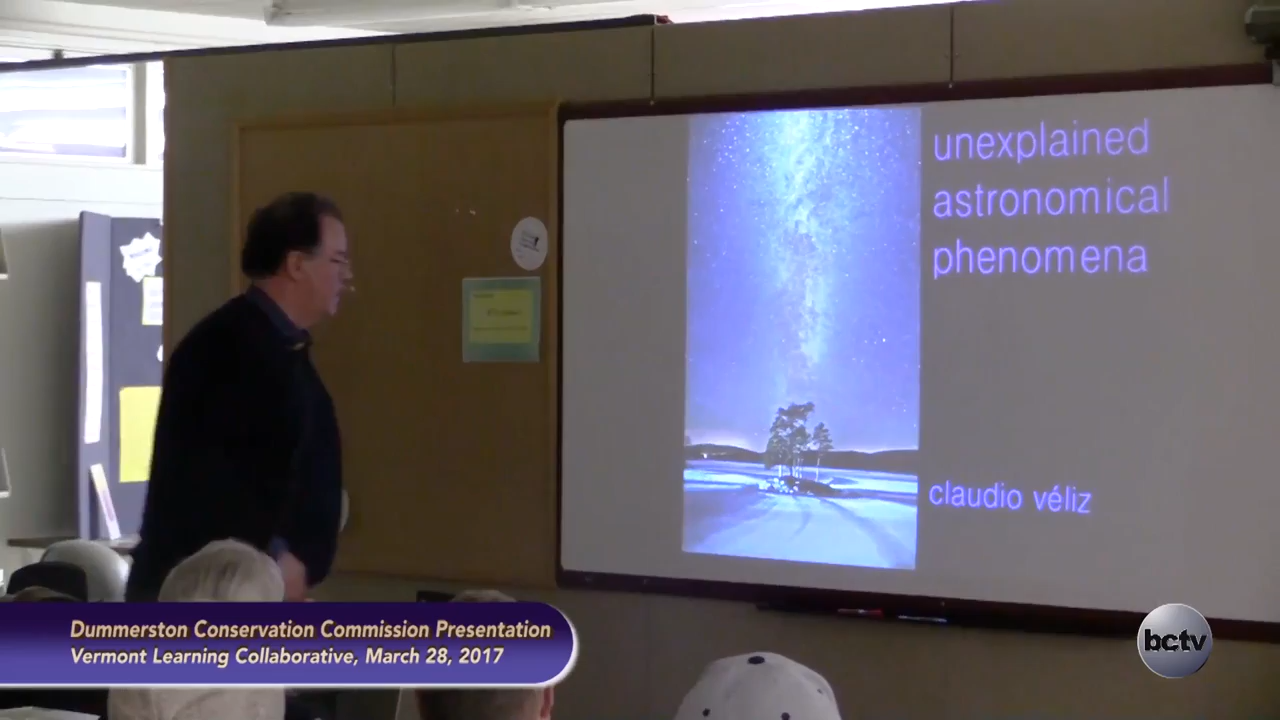 unexplained
astronomical
phenomena
claudio véliz
Dummerston Conservation Commission Presentation
Vermont Learning Collaborative, March 28, 2017
bctv